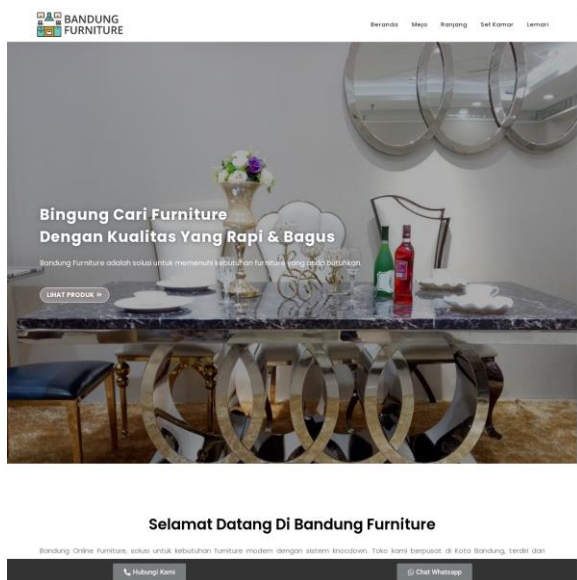 BANDUNG
FURNITURE
Beranda Meja Ranjang Set Kamar Lemari
Bingung Cari Furniture
Dengan Kualitas Yang Rapi & Bagus
Bandung Furniture adalah solusi untuk memenuhi kebutuhan furniture yang anda butuhkan.
LIHAT PRODUK »
Selamat Datang Di Bandung Furniture
Bandung Online Furniture, solusi untuk kebutuhan furniture modern dengan sistem knocdown. Toko kami berpusat di Kota Bandung, terdiri dari
Hubungi Kami
Chat Whatsapp